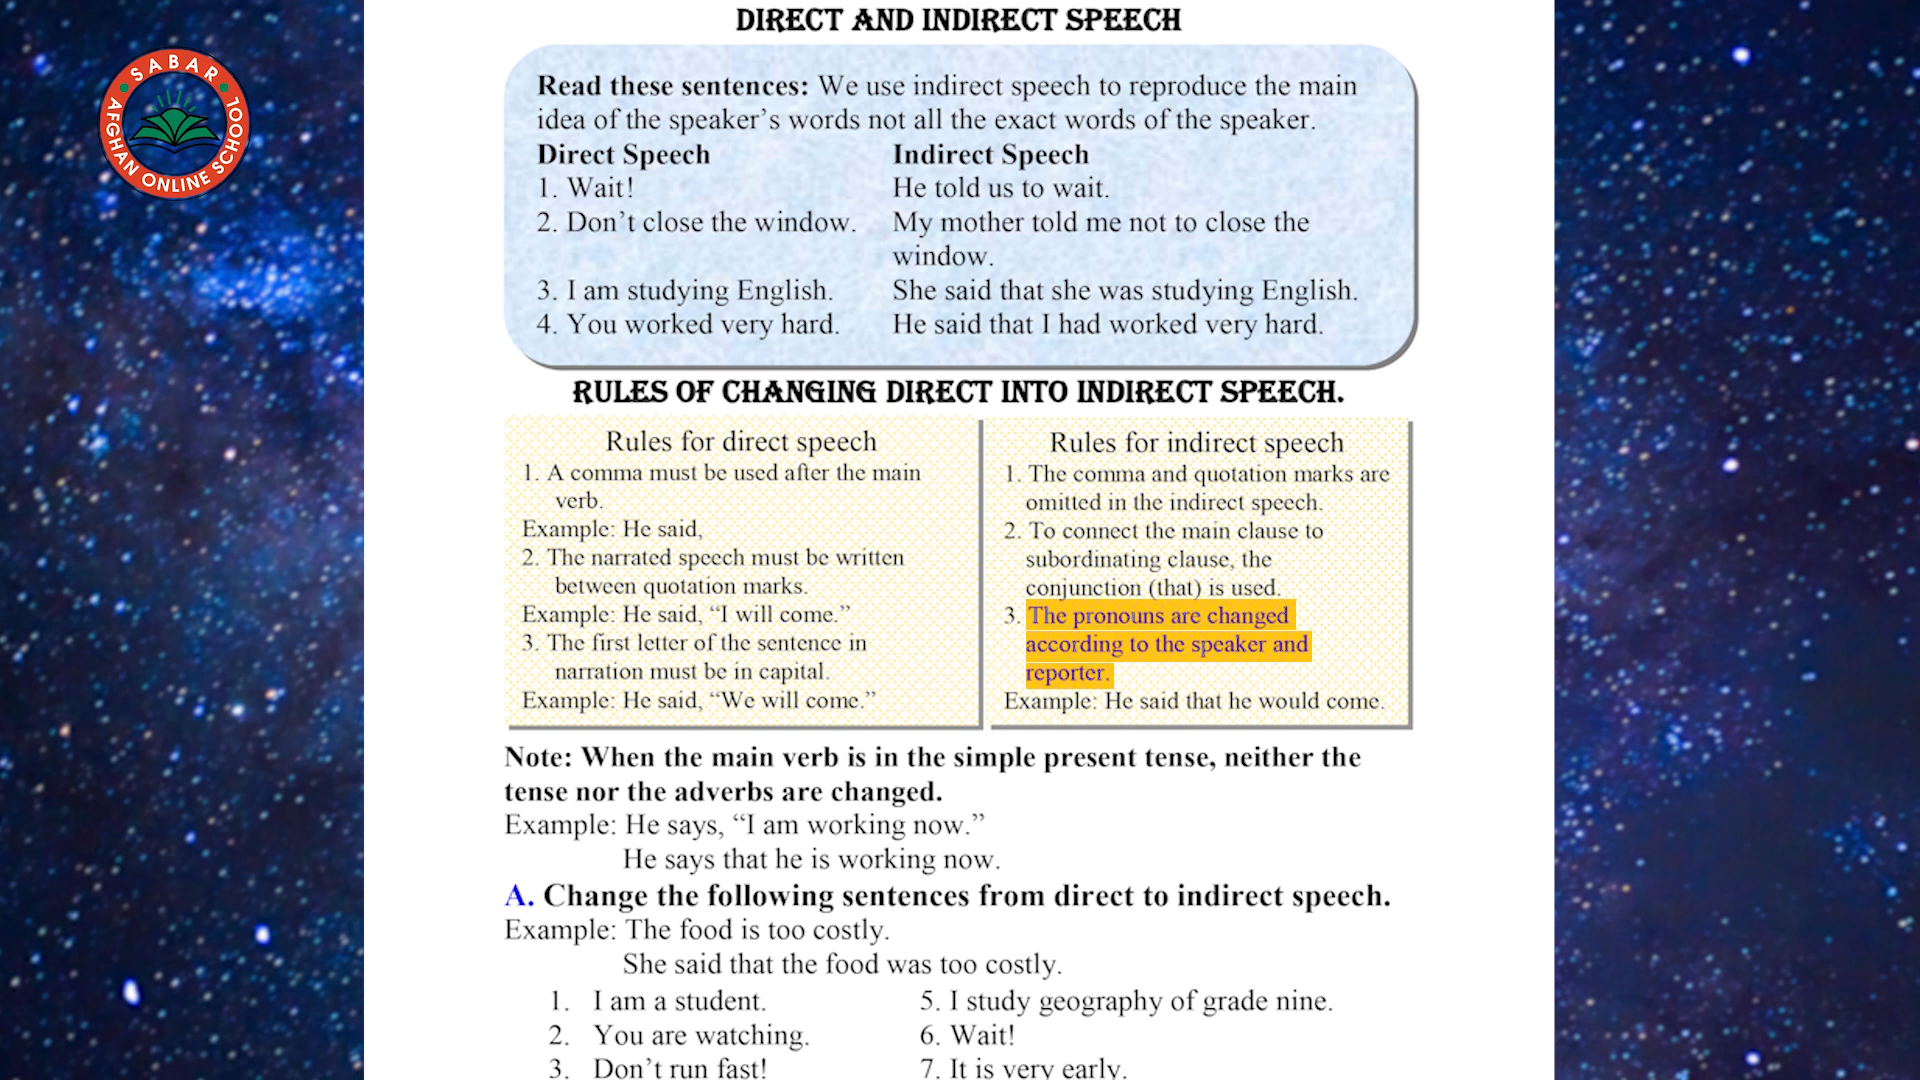 DIRECT AND INDIRECT SPEECH
SABAR
AFGHAN ONLINE SCHOOL
Read these sentences: We use indirect speech to reproduce the main
idea of the speaker's words not all the exact words of the speaker.
Direct Speech Indirect Speech
1. Wait! He told us to wait.
2. Don't close the window. My mother told me not to close the
window.
3. I am studying English. She said that she was studying English.
4. You worked very hard. He said that I had worked very hard.
RULES OF CHANGING DIRECT INTO INDIRECT SPEECH.
Rules for direct speech
1. A comma must be used after the main
verb.
Example: He said,
2. The narrated speech must be written
between quotation marks.
Example: He said, “I will come.”
3. The first letter of the sentence in
narration must be in capital.
Example: He said, “We will come.”
Rules for indirect speech
1. The comma and quotation marks are
omitted in the indirect speech.
2. To connect the main clause to
subordinating clause, the
conjunction (that) is used.
3. The pronouns are changed
according to the speaker and
reporter.
Example: He said that he would come.
Note: When the main verb is in the simple present tense, neither the
tense nor the adverbs are changed.
Example: He says, “I am working now.”
He says that he is working now.
A. Change the following sentences from direct to indirect speech.
Example: The food is too costly.
She said that the food was too costly.
1. I am a student. 5. I study geography of grade nine.
2. You are watching. 6. Wait!
3. Don't run fast! 7. It is very early.